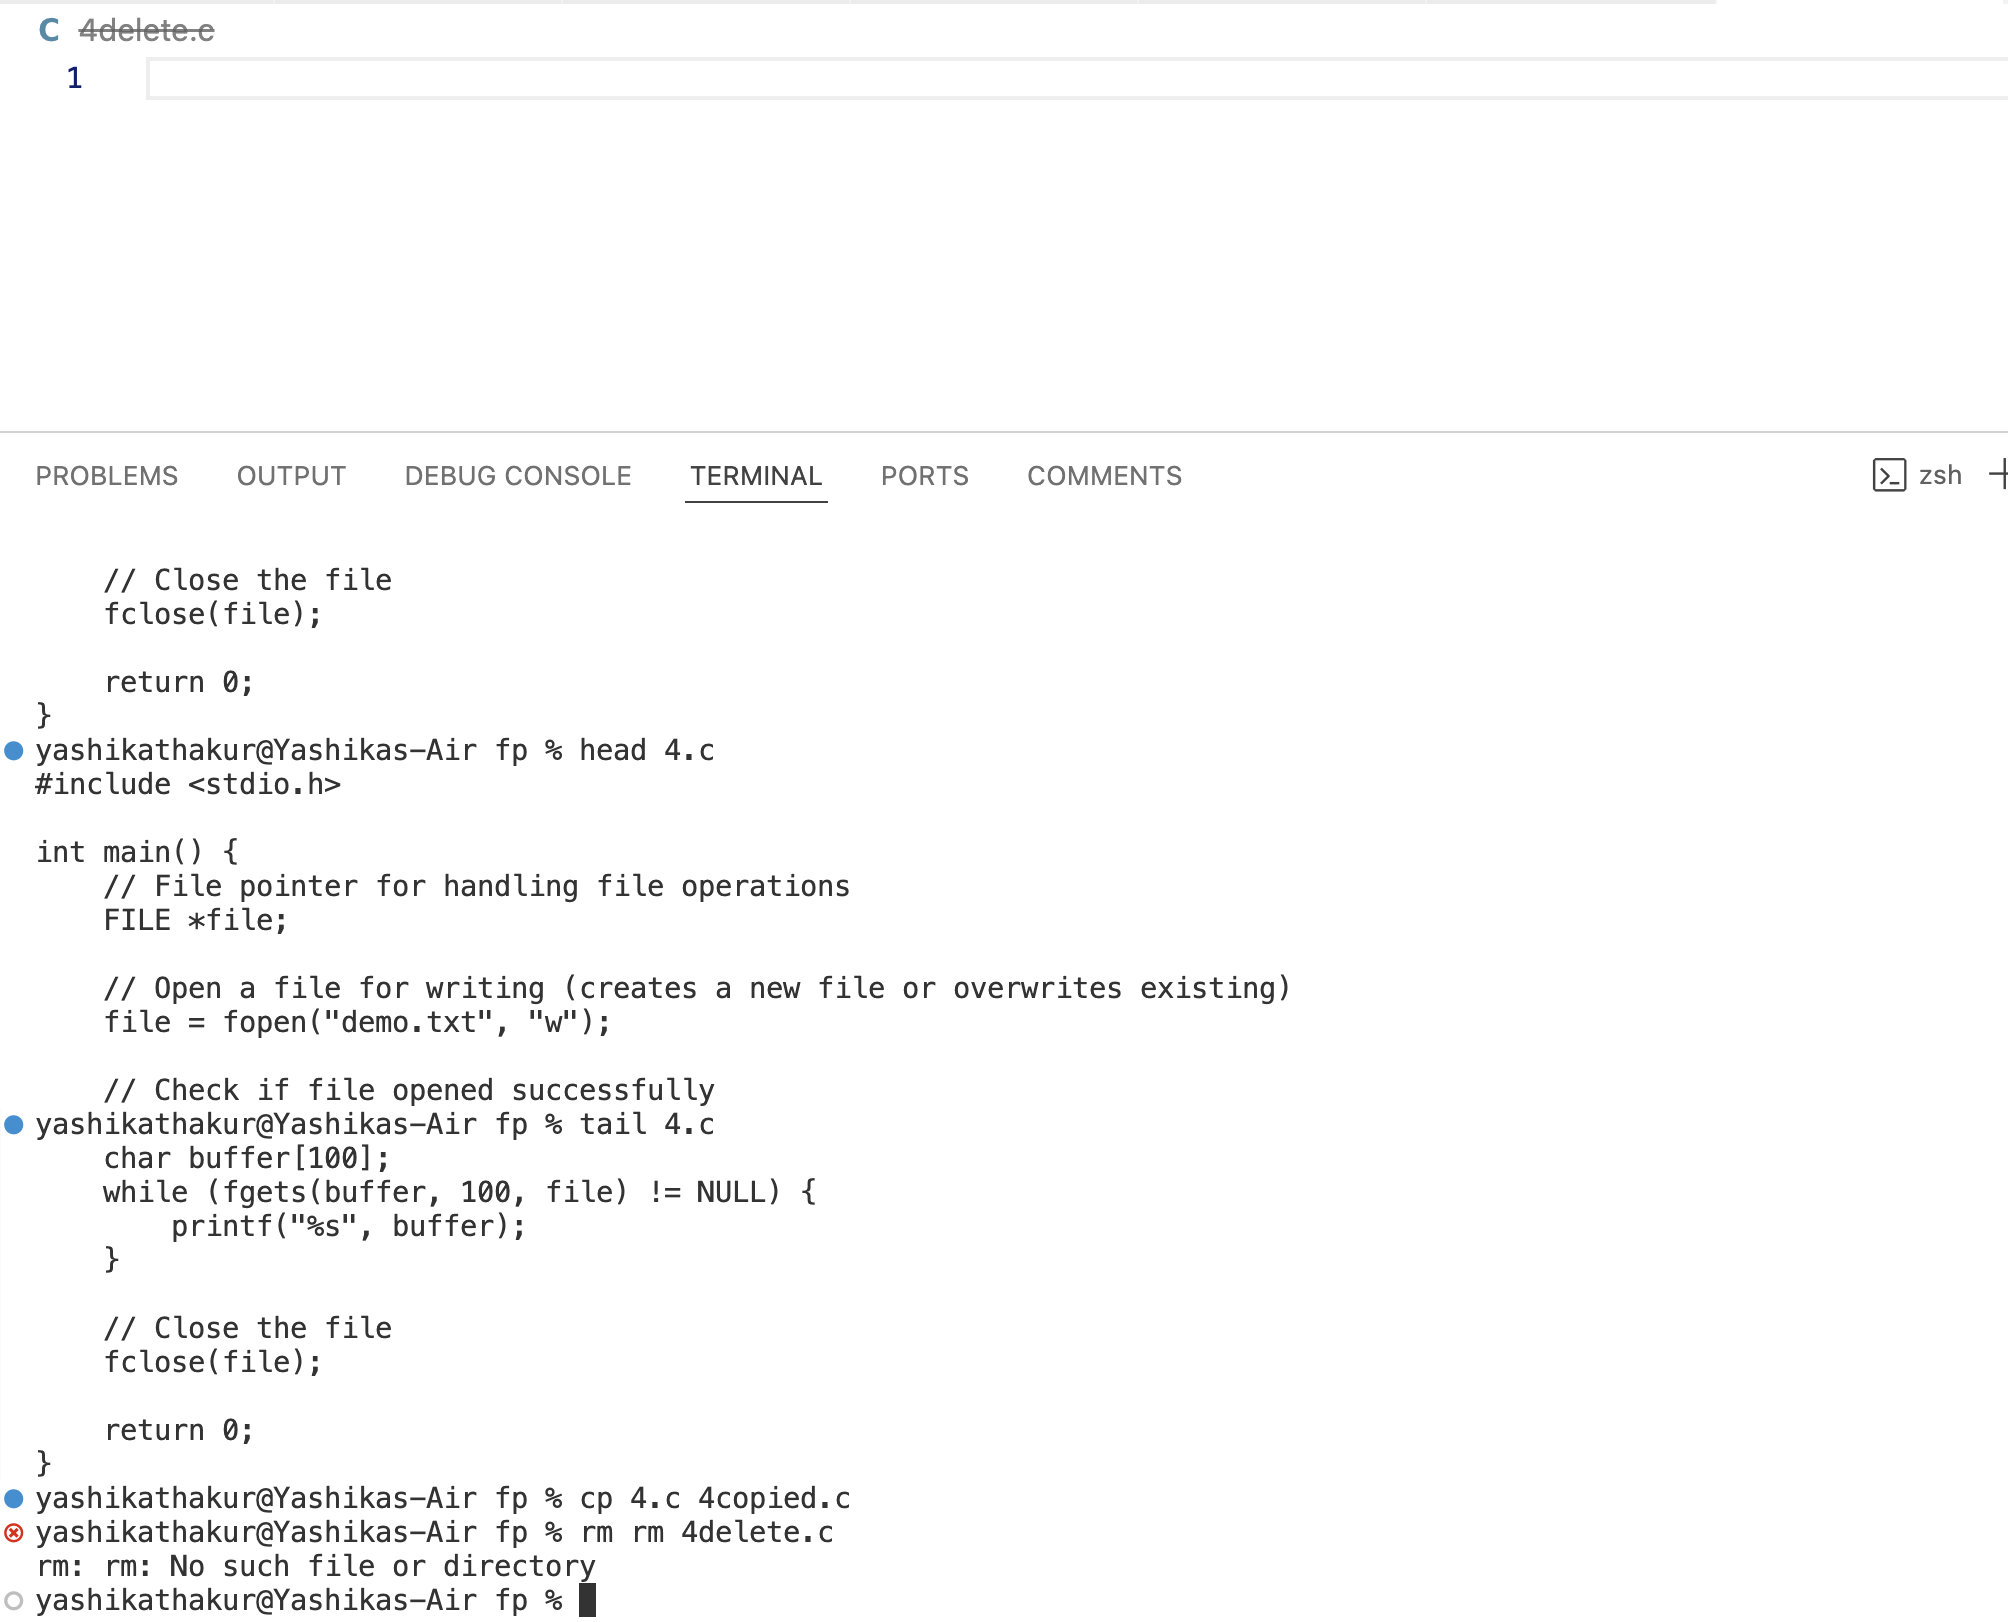 C 4delete.c
1
PROBLEMS OUTPUT DEBUG CONSOLE TERMINAL PORTS COMMENTS zsh +
// Close the file
fclose(file);
return 0;
}
yashikathakur@Yashikas-Air fp % head 4.c
#include <stdio.h>
int main() {
// File pointer for handling file operations
FILE *file;
// Open a file for writing (creates a new file or overwrites existing)
file = fopen("demo.txt", "w");
// Check if file opened successfully
yashikathakur@Yashikas-Air fp % tail 4.c
char buffer[100];
while (fgets(buffer, 100, file) != NULL) {
printf("%s", buffer);
}
// Close the file
fclose(file);
return 0;
}
yashikathakur@Yashikas-Air fp % cp 4.c 4copied.c
yashikathakur@Yashikas-Air fp % rm rm 4delete.c
rm: rm: No such file or directory
yashikathakur@Yashikas-Air fp %